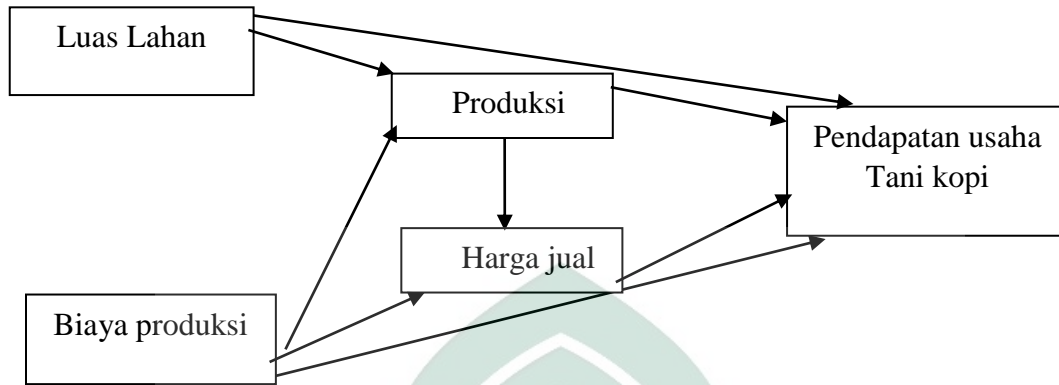 Luas Lahan
Produksi
Pendapatan usaha
Tani kopi
Harga jual
Biaya produksi